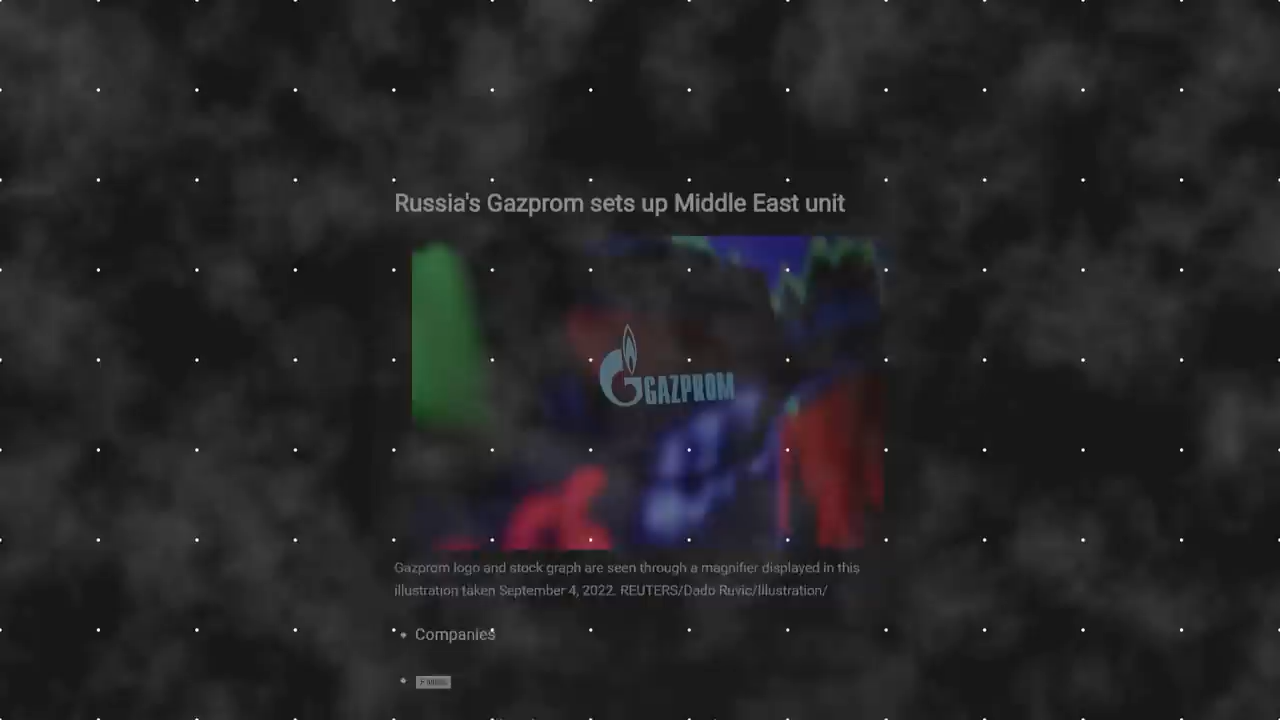 Russia's Gazprom sets up Middle East unit
GAZPROM
Gazprom logo and stock graph are seen through a magnifier displayed in this
illustration taken September 4, 2022. REUTERS/Dado Ruvic/Illustration/
Companies